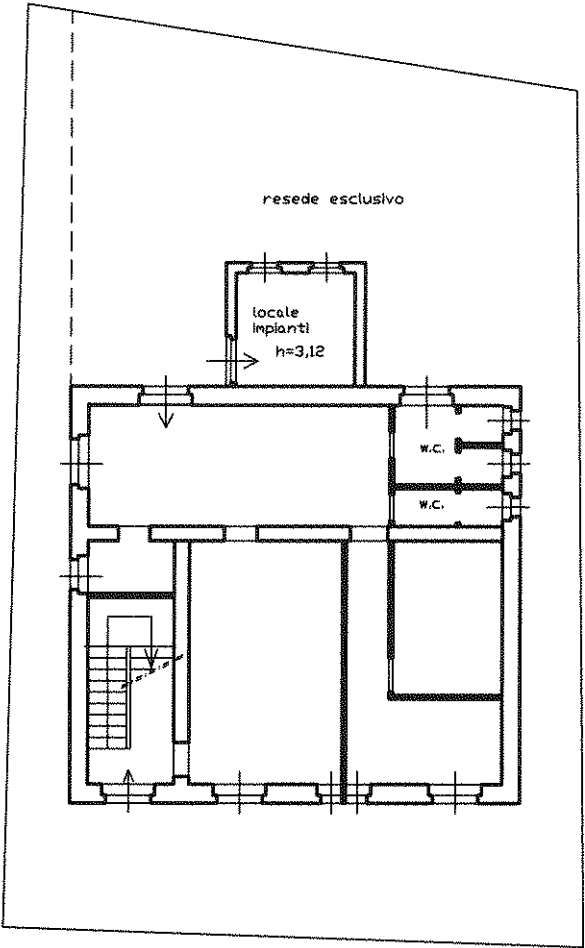 resede esclusivo
locale
impianti
h=3,12
w.c.
w.c.